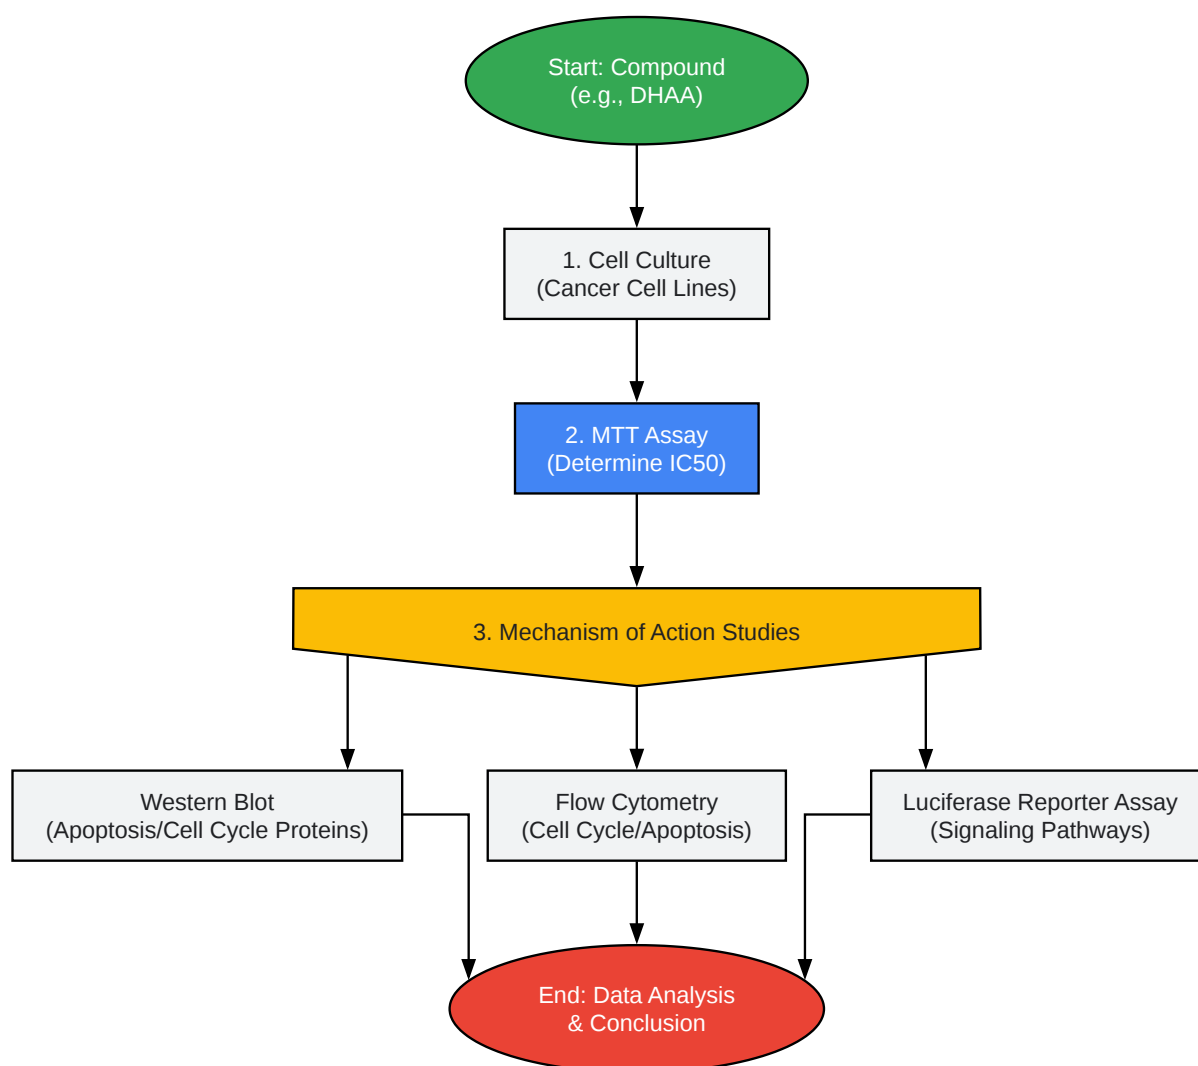 Start: Compound
(e.g., DHAA)
1. Cell Culture
(Cancer Cell Lines)
2. MTT Assay
(Determine IC50)
3. Mechanism of Action Studies
Western Blot
(Apoptosis/Cell Cycle Proteins)
Flow Cytometry
(Cell Cycle/Apoptosis)
Luciferase Reporter Assay
(Signaling Pathways)
End: Data Analysis
& Conclusion